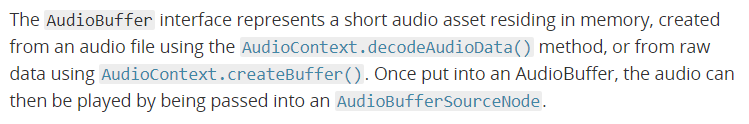 The AudioBuffer interface represents a short audio asset residing in memory, created
from an audio file using the AudioContext.decodeAudioData() method, or from raw
data using AudioContext.createBuffer(). Once put into an AudioBuffer, the audio can
then be played by being passed into an AudioBufferSourceNode.